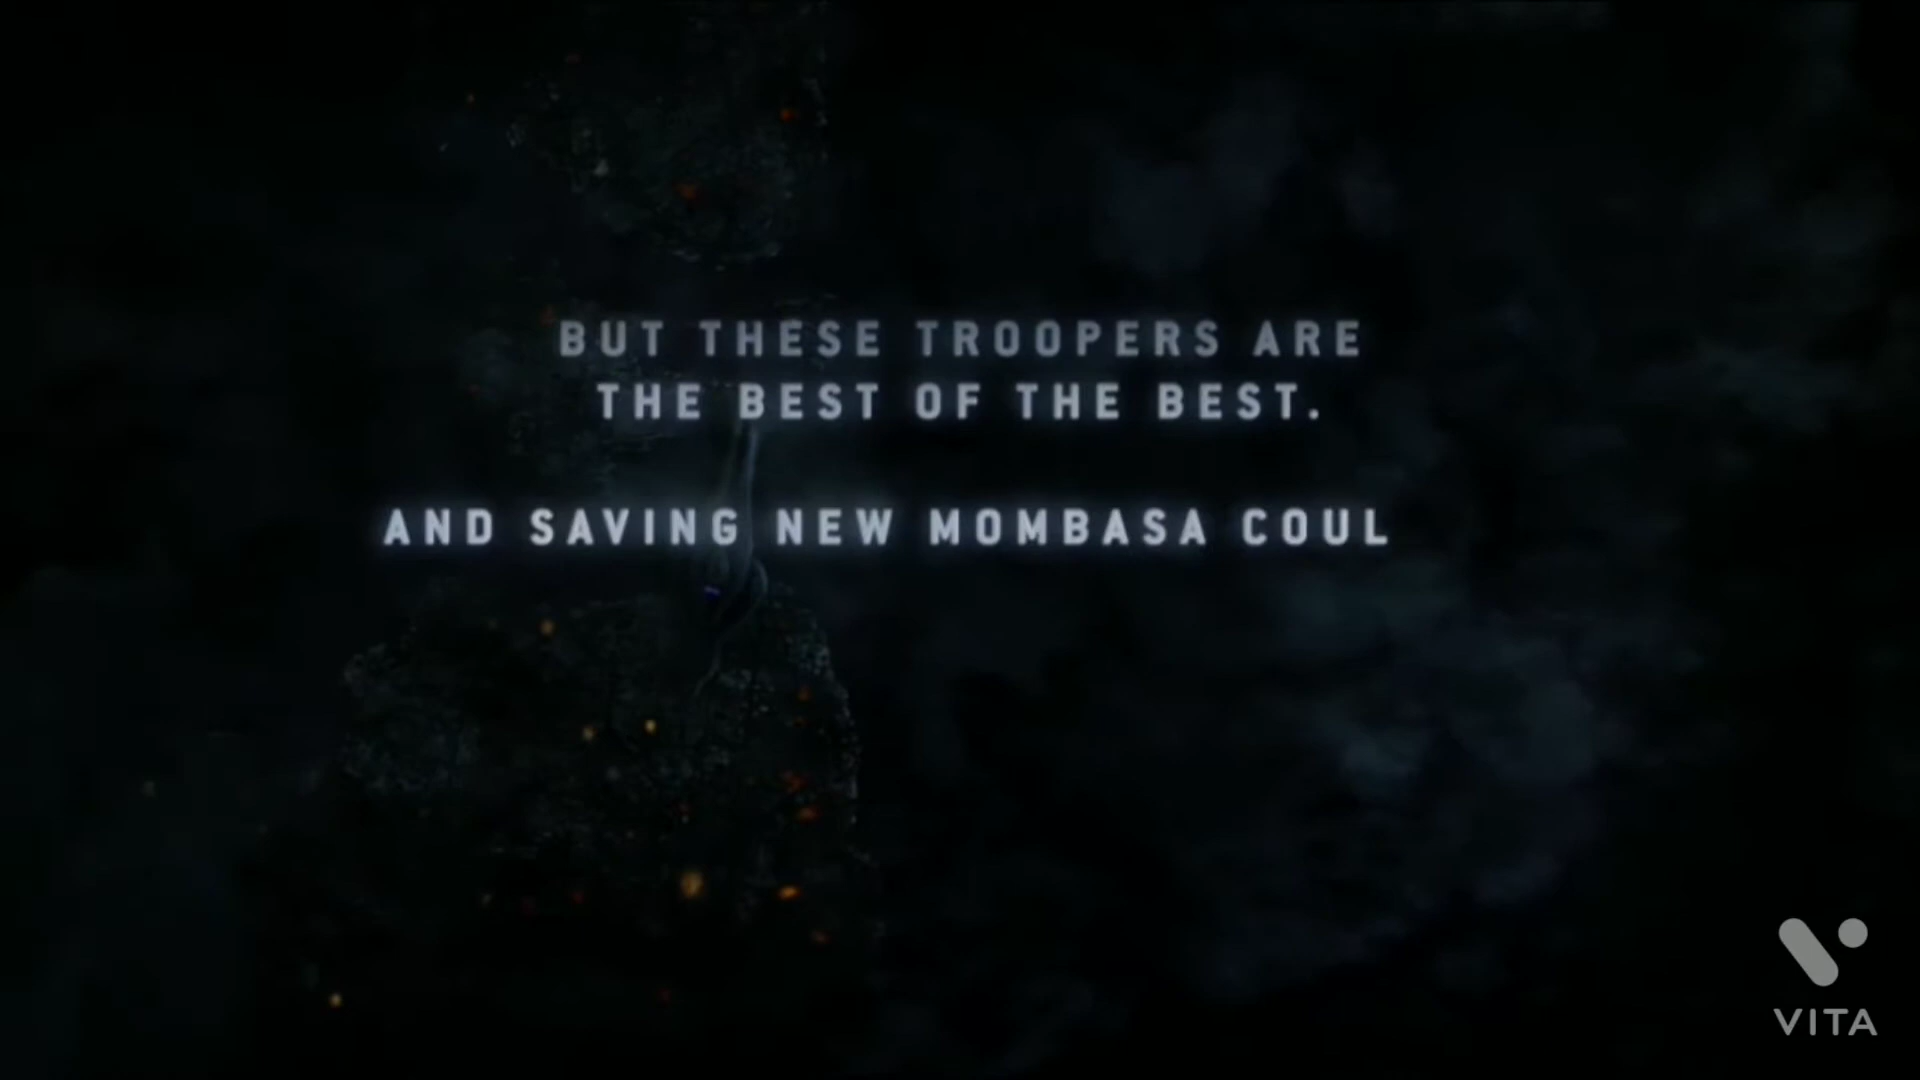 BUT THESE TROOPERS ARE
THE BEST OF THE BEST.
AND SAVING NEW MOMBASA COUL
VITA